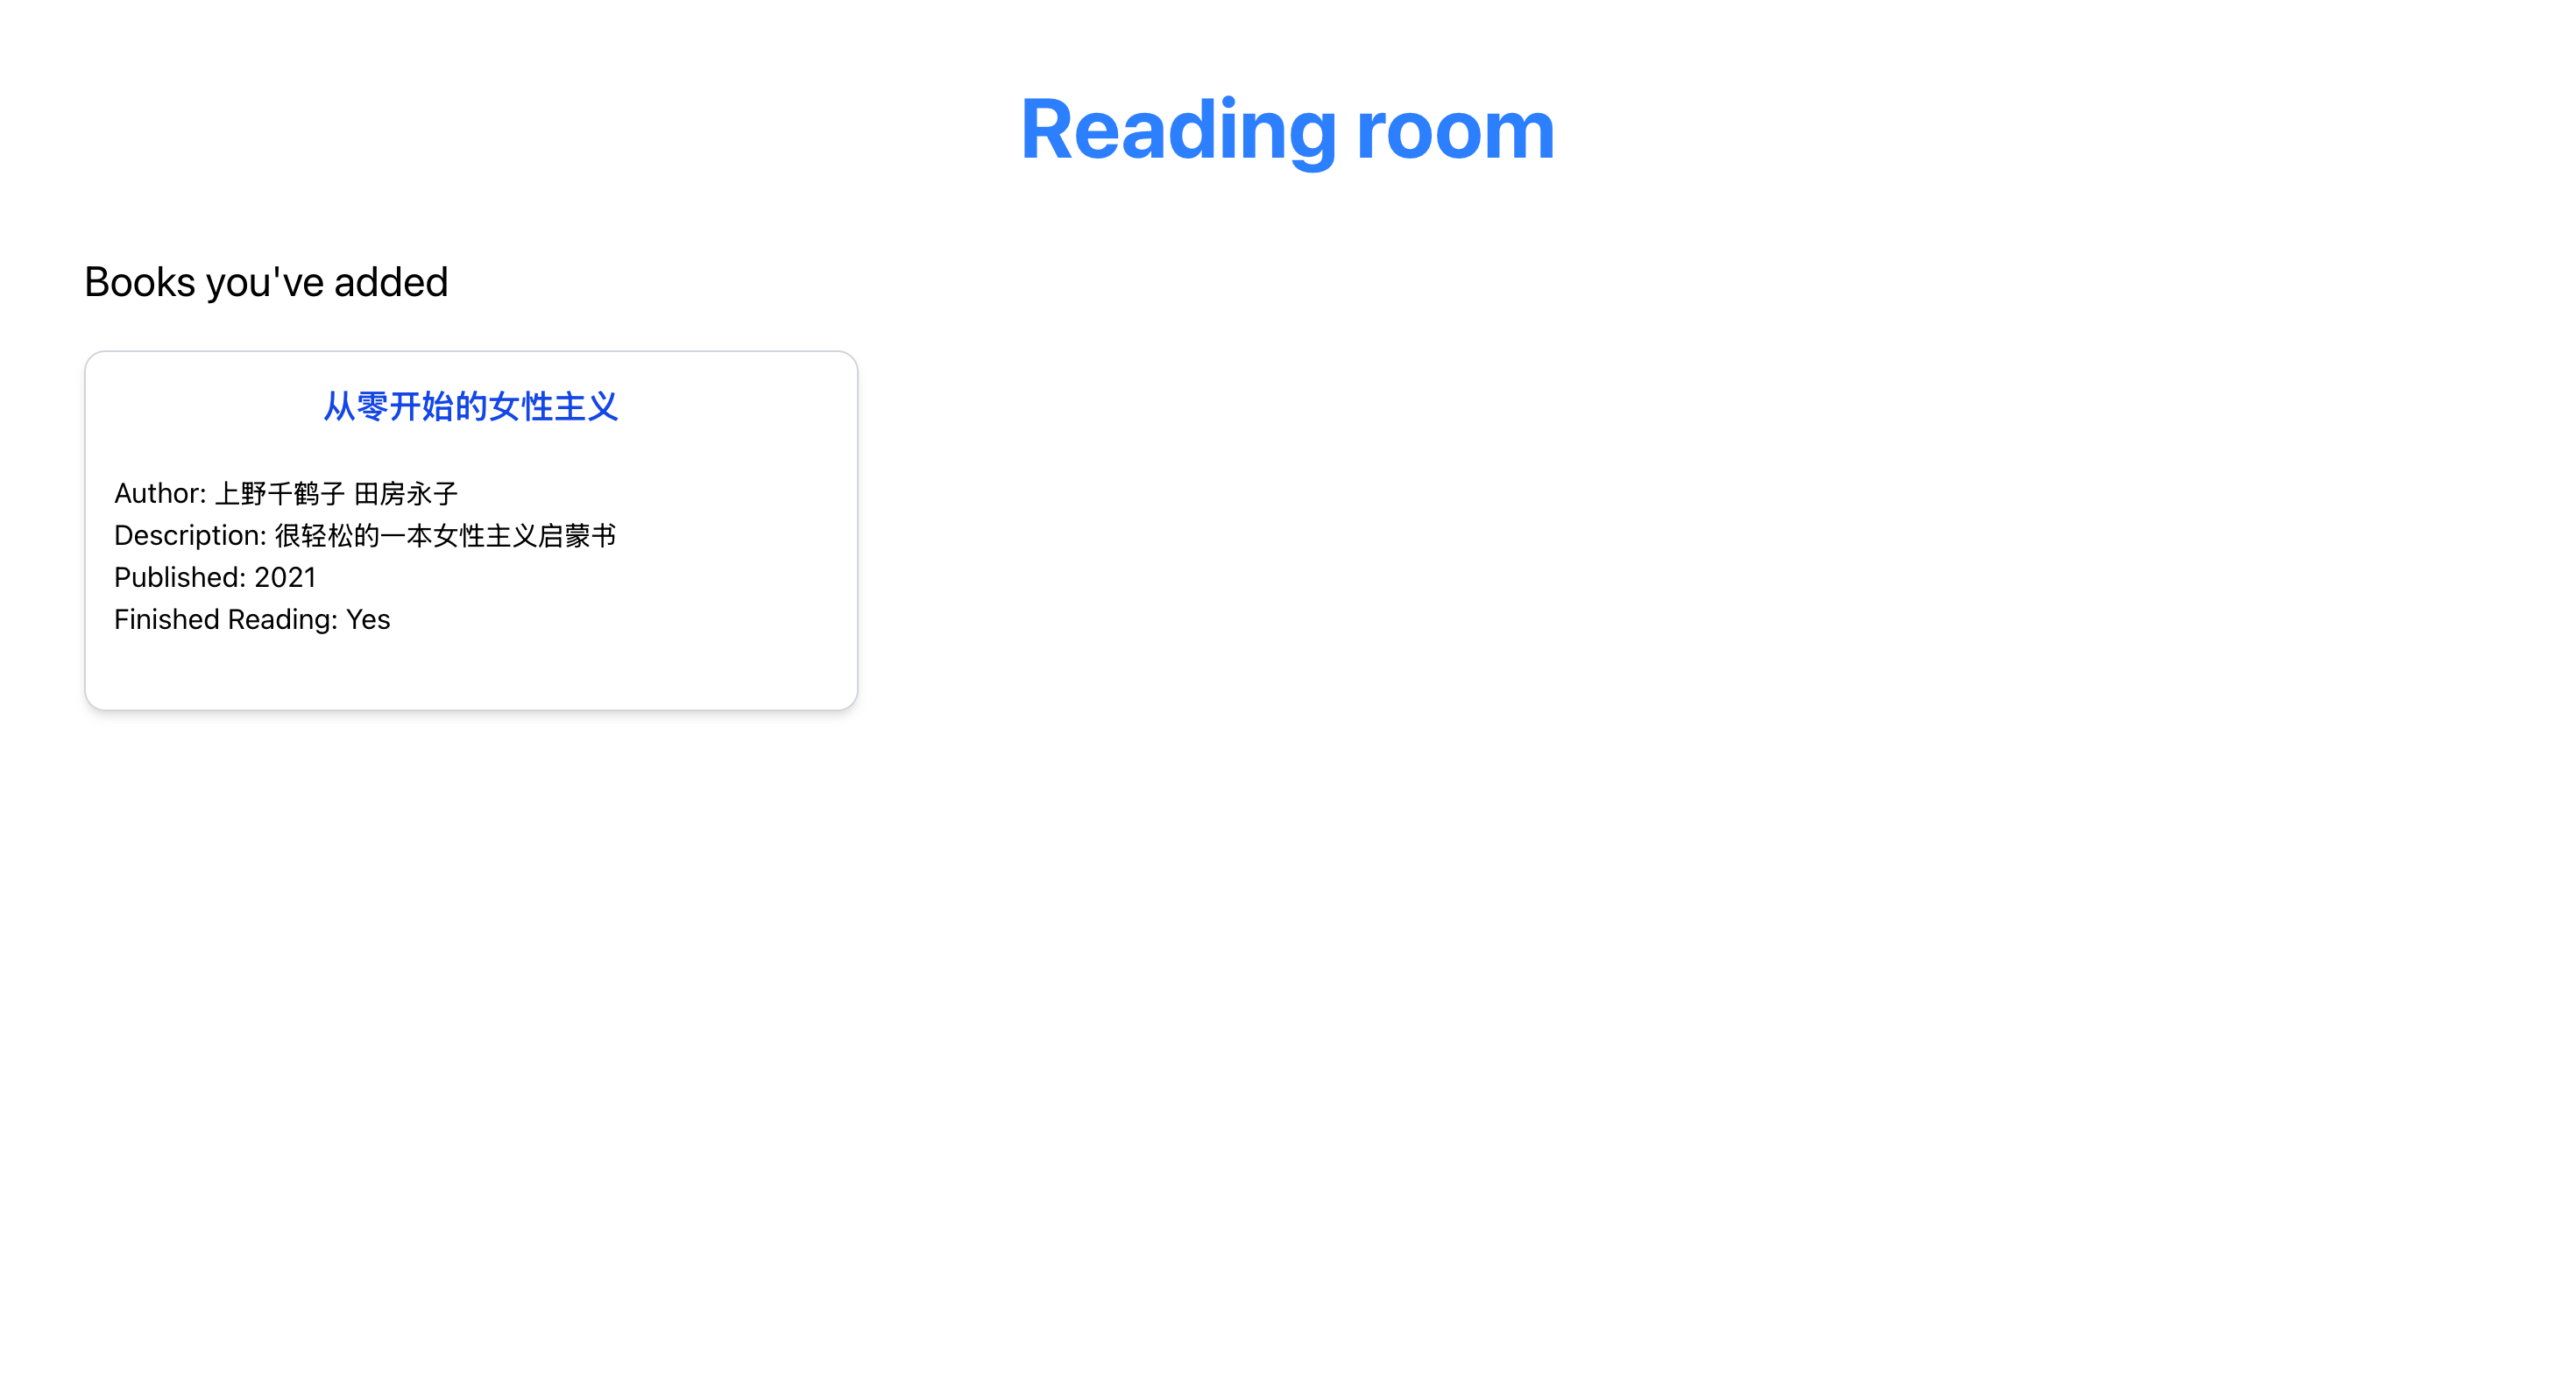 Reading room
Books you've added
从零开始的女性主义
Author: 上野千鹤子 田房永子
Description: 很轻松的一本女性主义启蒙书
Published: 2021
Finished Reading: Yes